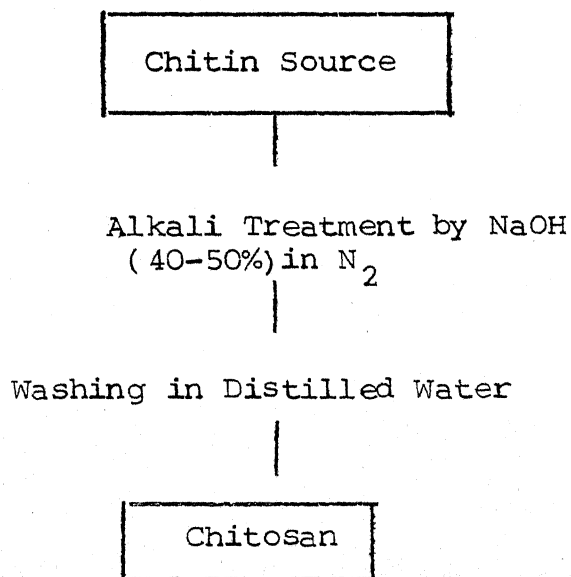 Chitin Source
Alkali Treatment by NaOH
(40-50%) in N2
Washing in Distilled Water
Chitosan